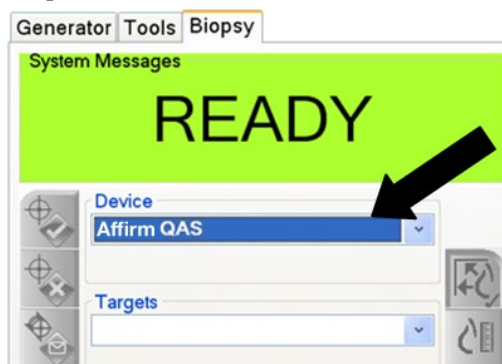 Generator Tools Biopsy
System Messages
READY
Device
Affirm QAS
Targets